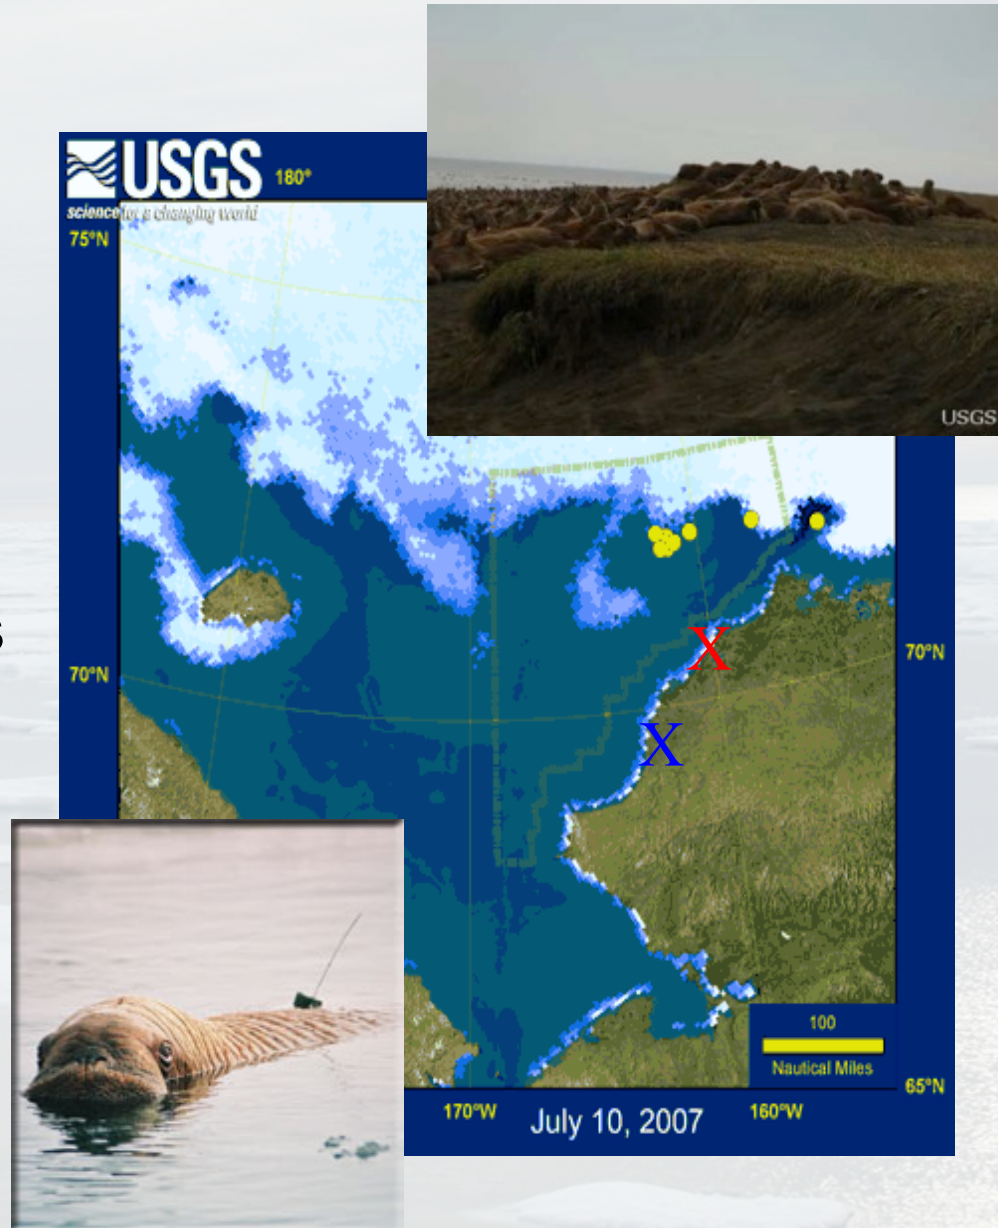 USGS
science for a changing world
180°
75°N
USGS
s
70°N
70°N
X
X
100
Nautical Miles
65°N
170°W
160°W
July 10, 2007